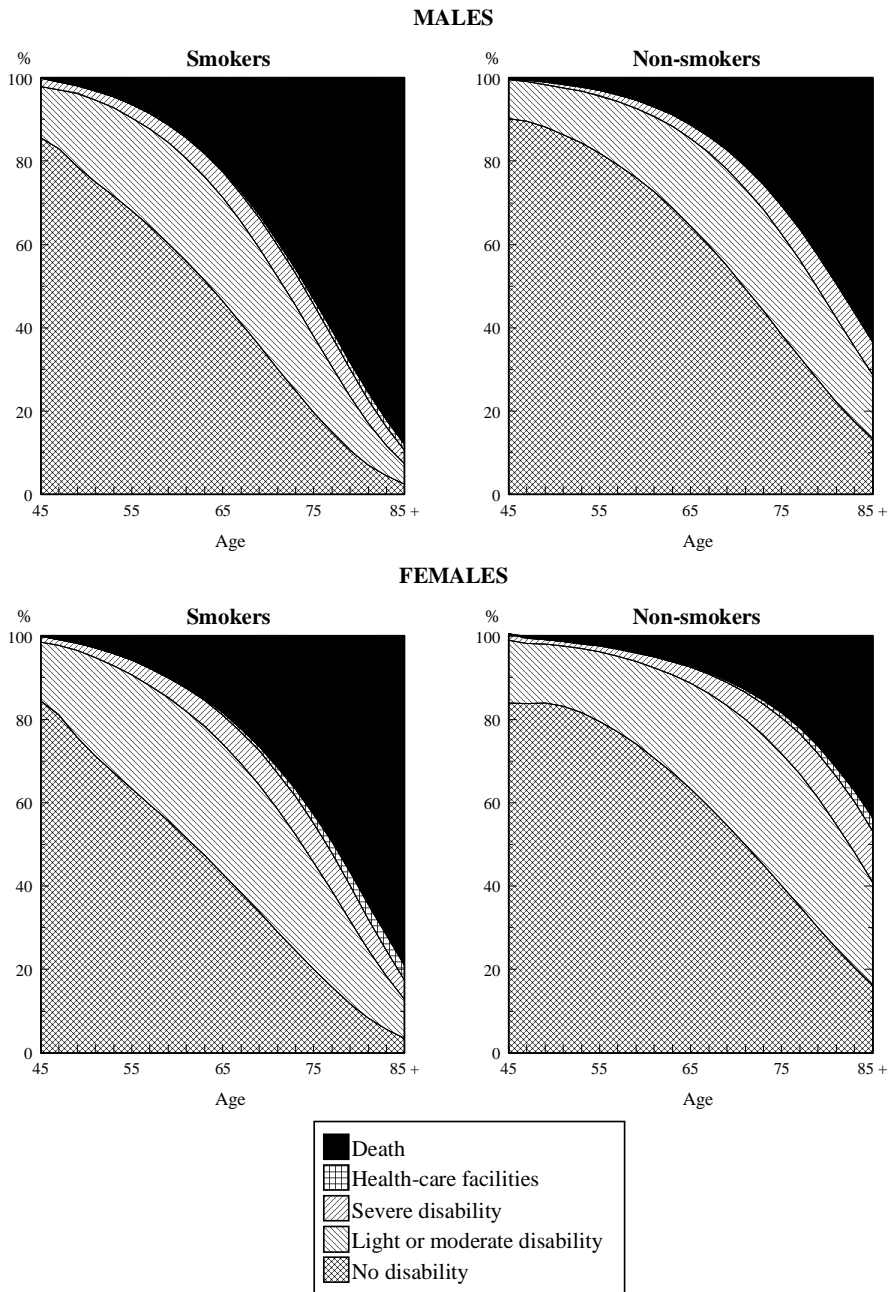 MALES
Smokers
Non-smokers
%
100
80
60
40
20
0
45 55 65 75 85 +
Age
%
100
80
60
40
20
0
45 55 65 75 85 +
Age
FEMALES
Smokers
Non-smokers
%
100
80
60
40
20
0
45 55 65 75 85 +
Age
%
100
80
60
40
20
0
45 55 65 75 85 +
Age
Death
Health-care facilities
Severe disability
Light or moderate disability
No disability